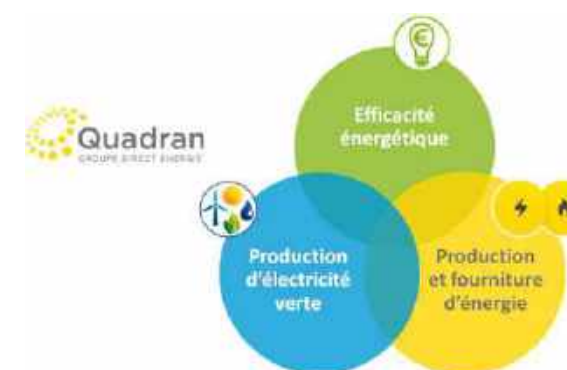 Quadran
GROUPE DIRECT ENERGIE
Efficacité
énergétique
Production
d'électricité
verte
Production
et fourniture
d'énergie